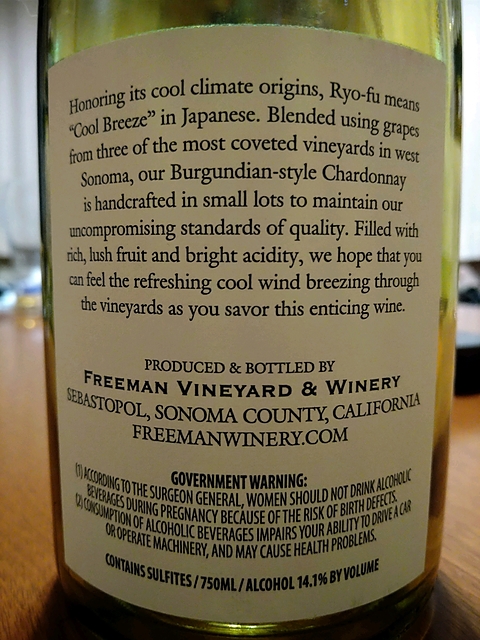 Honoring its cool climate origins, Ryo-fu means
"Cool Breeze" in Japanese. Blended using grapes
from three of the most coveted vineyards in west
Sonoma, our Burgundian-style Chardonnay
is handcrafted in small lots to maintain our
uncompromising standards of quality. Filled with
rich, lush fruit and bright acidity, we hope that you
can feel the refreshing cool wind breezing through
the vineyards as you savor this enticing wine.
PRODUCED & BOTTLED BY
FREEMAN VINEYARD & WINERY
SEBASTOPOL, SONOMA COUNTY, CALIFORNIA
FREEMANWINERY.COM
GOVERNMENT WARNING:
(1) ACCORDING TO THE SURGEON GENERAL, WOMEN SHOULD NOT DRINK ALCOHOLIC
BEVERAGES DURING PREGNANCY BECAUSE OF THE RISK OF BIRTH DEFECTS.
(2) CONSUMPTION OF ALCOHOLIC BEVERAGES IMPAIRS YOUR ABILITY TO DRIVE A CAR
OR OPERATE MACHINERY, AND MAY CAUSE HEALTH PROBLEMS.
CONTAINS SULFITES / 750ML / ALCOHOL 14.1% BY VOLUME